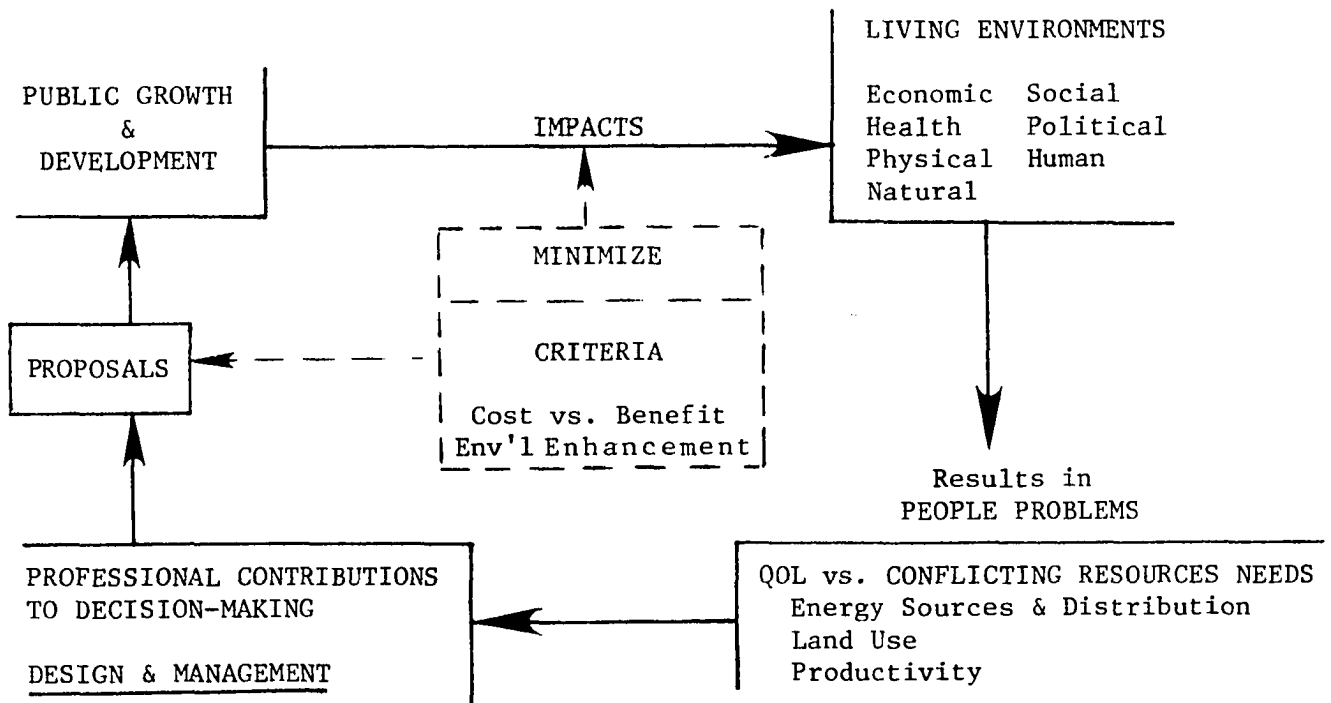 PUBLIC GROWTH
&
DEVELOPMENT
IMPACTS
LIVING ENVIRONMENTS
Economic Social
Health Political
Physical Human
Natural
MINIMIZE
CRITERIA
Cost vs. Benefit
Env'l Enhancement
PROPOSALS
Results in
PEOPLE PROBLEMS
PROFESSIONAL CONTRIBUTIONS
TO DECISION-MAKING
DESIGN & MANAGEMENT
QOL vs. CONFLICTING RESOURCES NEEDS
Energy Sources & Distribution
Land Use
Productivity